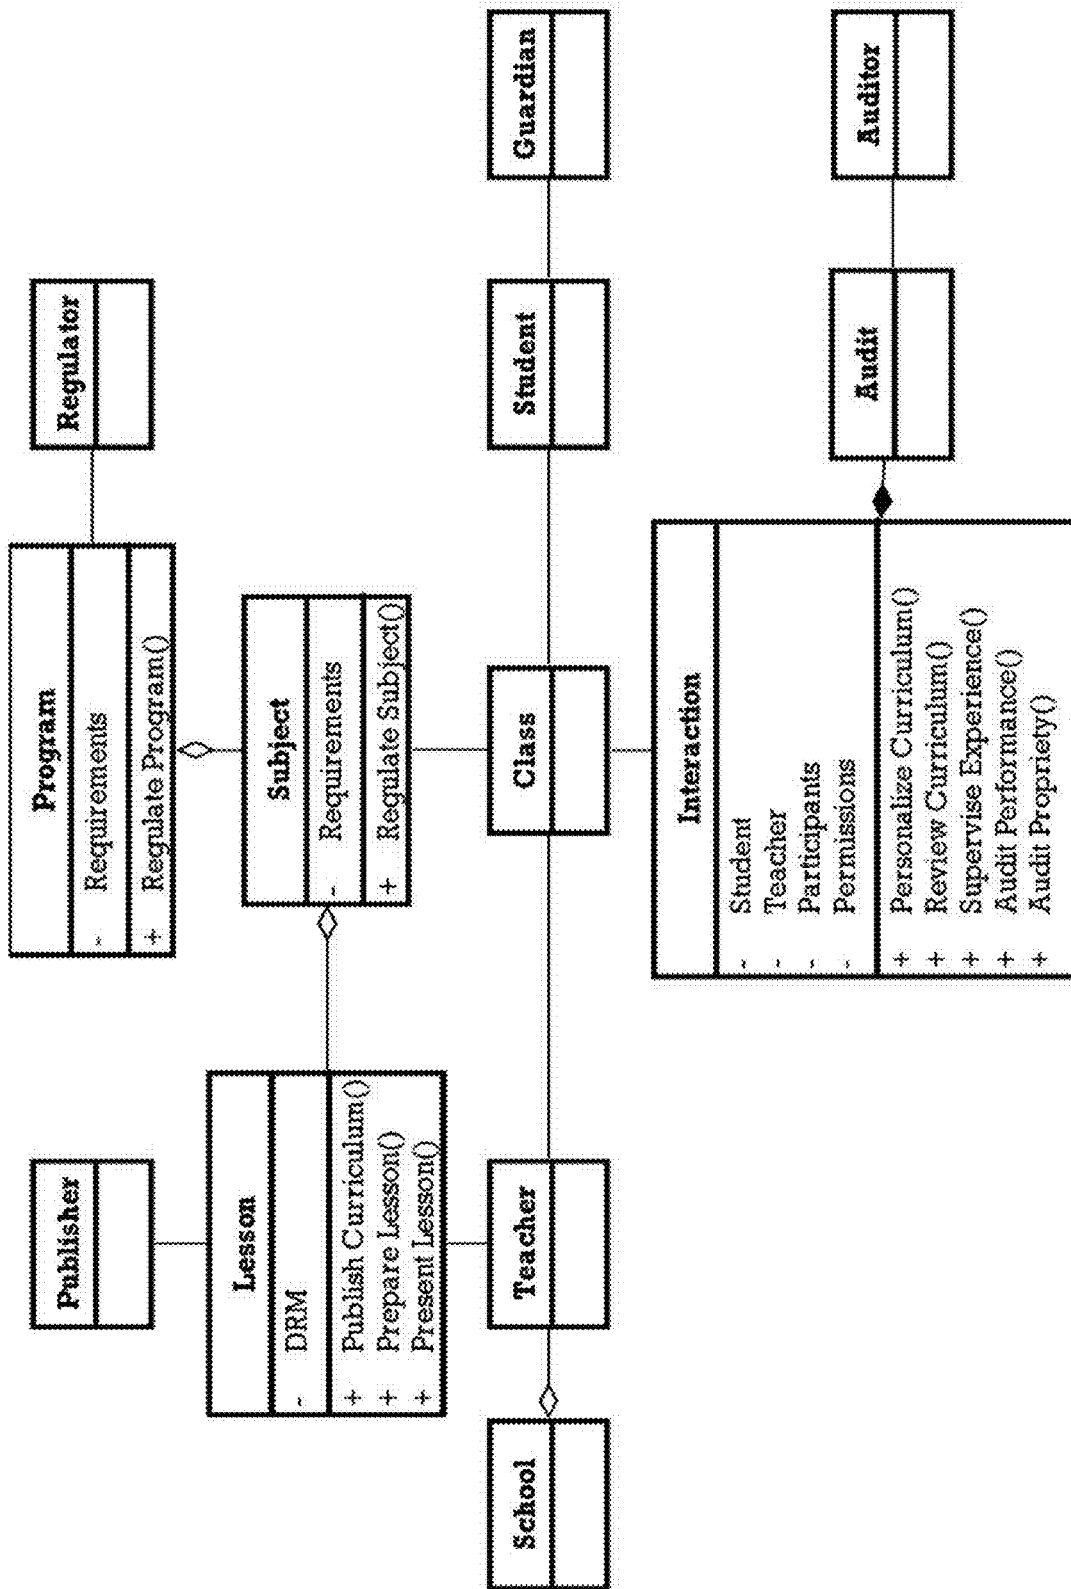 Publisher
Program
- Requirements
+ Regulate Program()
Regulator
Lesson
- DRM
+ Publish Curriculum()
+ Prepare Lesson()
+ Present Lesson()
Subject
- Requirements
+ Regulate Subject()
School
Teacher
Class
Student
Guardian
Interaction
- Student
- Teacher
- Participants
- Permissions
+ Personalize Curriculum()
+ Review Curriculum()
+ Supervise Experience()
+ Audit Performance()
+ Audit Propriety()
Audit
Auditor